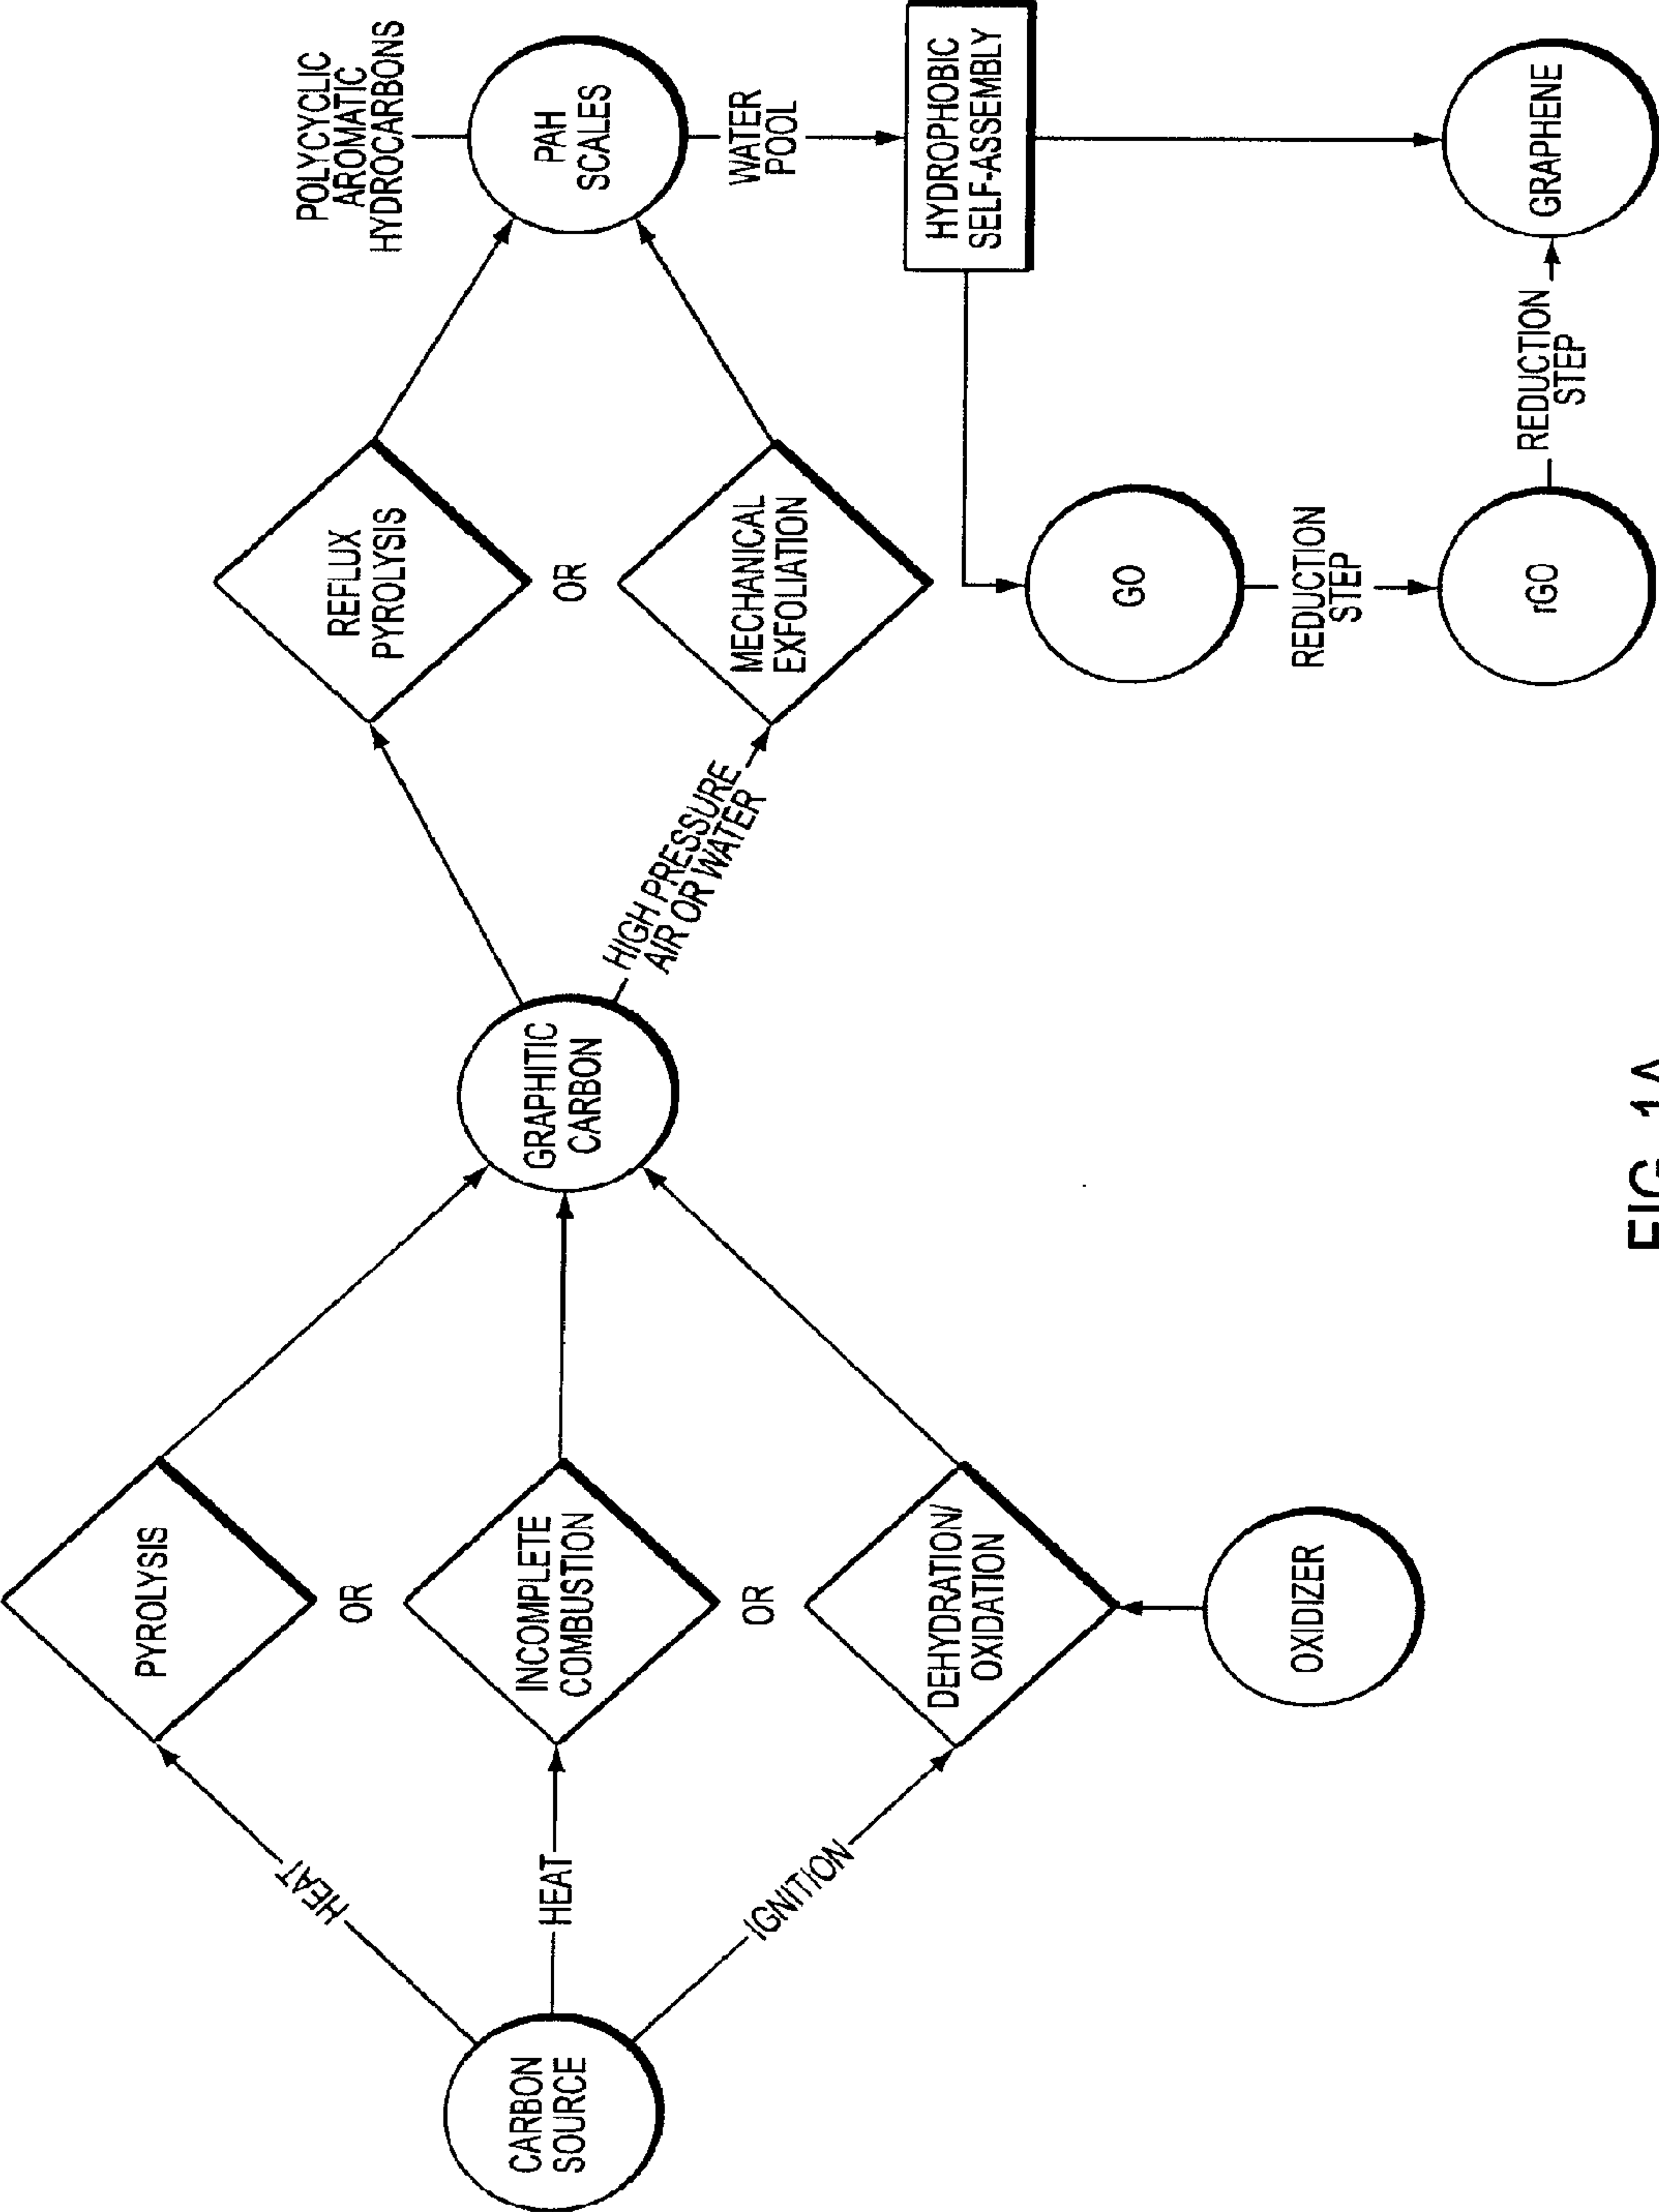 CARBON
SOURCE
HEAT
HEAT
IGNITION
PYROLYSIS
OR
INCOMPLETE
COMBUSTION
OR
DEHYDRATION/
OXIDATION
OXIDIZER
GRAPHITIC
CARBON
HIGH PRESSURE
AIR OR WATER
REFLUX
PYROLYSIS
OR
MECHANICAL
EXFOLIATION
POLYCYCLIC
AROMATIC
HYDROCARBONS
PAH
SCALES
WATER
POOL
HYDROPHOBIC
SELF-ASSEMBLY
GO
REDUCTION
STEP
rGO
REDUCTION
STEP
GRAPHENE
FIG. 1A